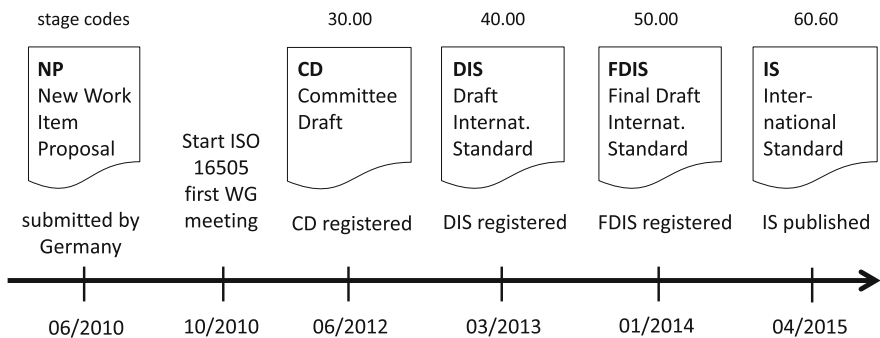 stage codes
30.00
40.00
50.00
60.60
NP
New Work
Item
Proposal
Start ISO
16505
first WG
meeting
CD
Committee
Draft
DIS
Draft
Internat.
Standard
FDIS
Final Draft
Internat.
Standard
IS
Inter-
national
Standard
submitted by
Germany
CD registered
DIS registered
FDIS registered
IS published
06/2010
10/2010
06/2012
03/2013
01/2014
04/2015